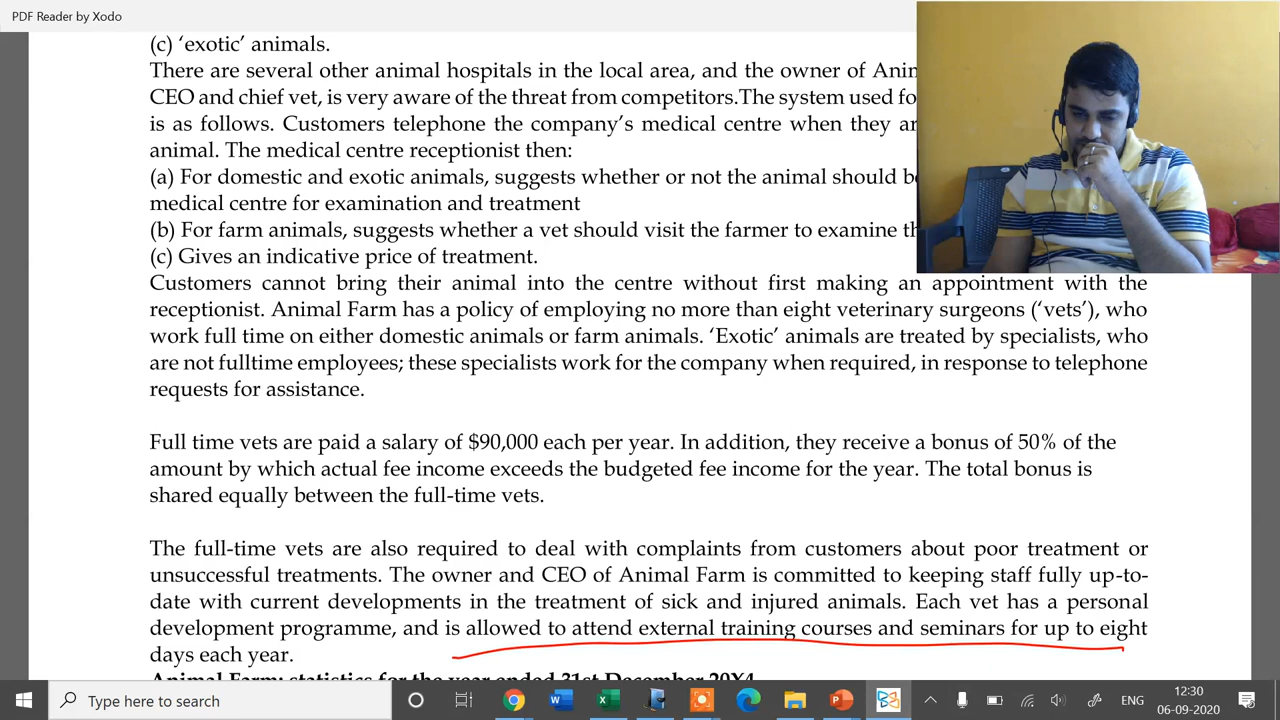 PDF Reader by Xodo
(c) ‘exotic’ animals.
There are several other animal hospitals in the local area, and the owner of
CEO and chief vet, is very aware of the threat from competitors.The system used
is as follows. Customers telephone the company’s medical centre when they
animal. The medical centre receptionist then:
(a) For domestic and exotic animals, suggests whether or not the animal should
medical centre for examination and treatment
(b) For farm animals, suggests whether a vet should visit the farmer to examine
(c) Gives an indicative price of treatment.
Customers cannot bring their animal into the centre without first making an appointment with the
receptionist. Animal Farm has a policy of employing no more than eight veterinary surgeons (‘vets’), who
work full time on either domestic animals or farm animals. ‘Exotic’ animals are treated by specialists, who
are not fulltime employees; these specialists work for the company when required, in response to telephone
requests for assistance.
Full time vets are paid a salary of $90,000 each per year. In addition, they receive a bonus of 50% of the
amount by which actual fee income exceeds the budgeted fee income for the year. The total bonus is
shared equally between the full-time vets.
The full-time vets are also required to deal with complaints from customers about poor treatment or
unsuccessful treatments. The owner and CEO of Animal Farm is committed to keeping staff fully up-to-
date with current developments in the treatment of sick and injured animals. Each vet has a personal
development programme, and is allowed to attend external training courses and seminars for up to eight
days each year.
Animal Farm: statistics for the year ended 31st December 20X4
Type here to search
ENG
12:30
06-09-2020